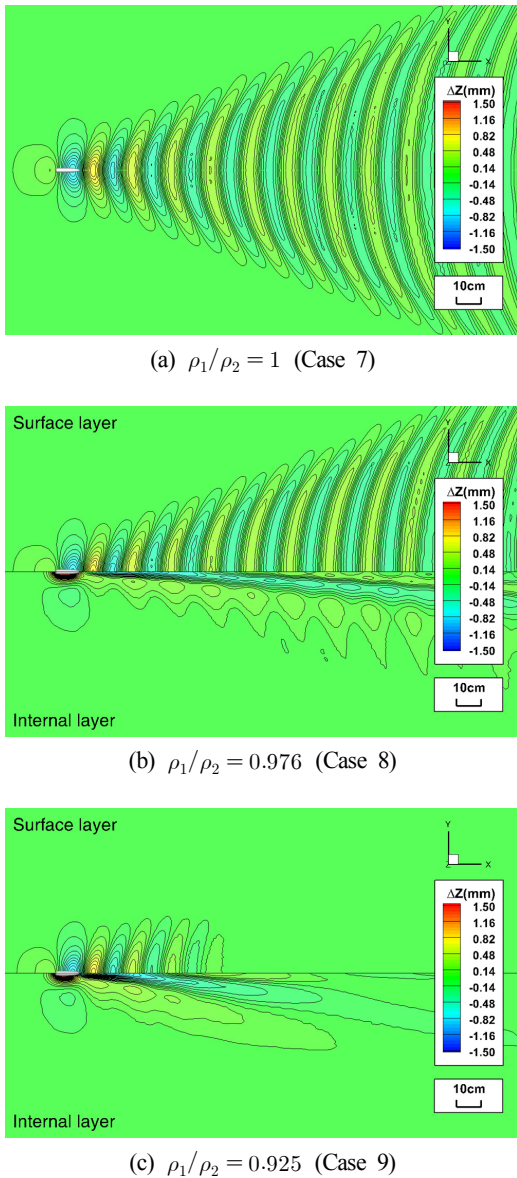 Y
Z X
ΔZ(mm)
1.50
1.16
0.82
0.48
0.14
-0.14
-0.48
-0.82
-1.16
-1.50
10cm
(a) ρ₁/ρ₂ = 1 (Case 7)
Surface layer
Y
Z X
ΔZ(mm)
1.50
1.16
0.82
0.48
0.14
-0.14
-0.48
-0.82
-1.16
-1.50
10cm
Internal layer
(b) ρ₁/ρ₂ = 0.976 (Case 8)
Surface layer
Y
Z X
ΔZ(mm)
1.50
1.16
0.82
0.48
0.14
-0.14
-0.48
-0.82
-1.16
-1.50
10cm
Internal layer
(c) ρ₁/ρ₂ = 0.925 (Case 9)